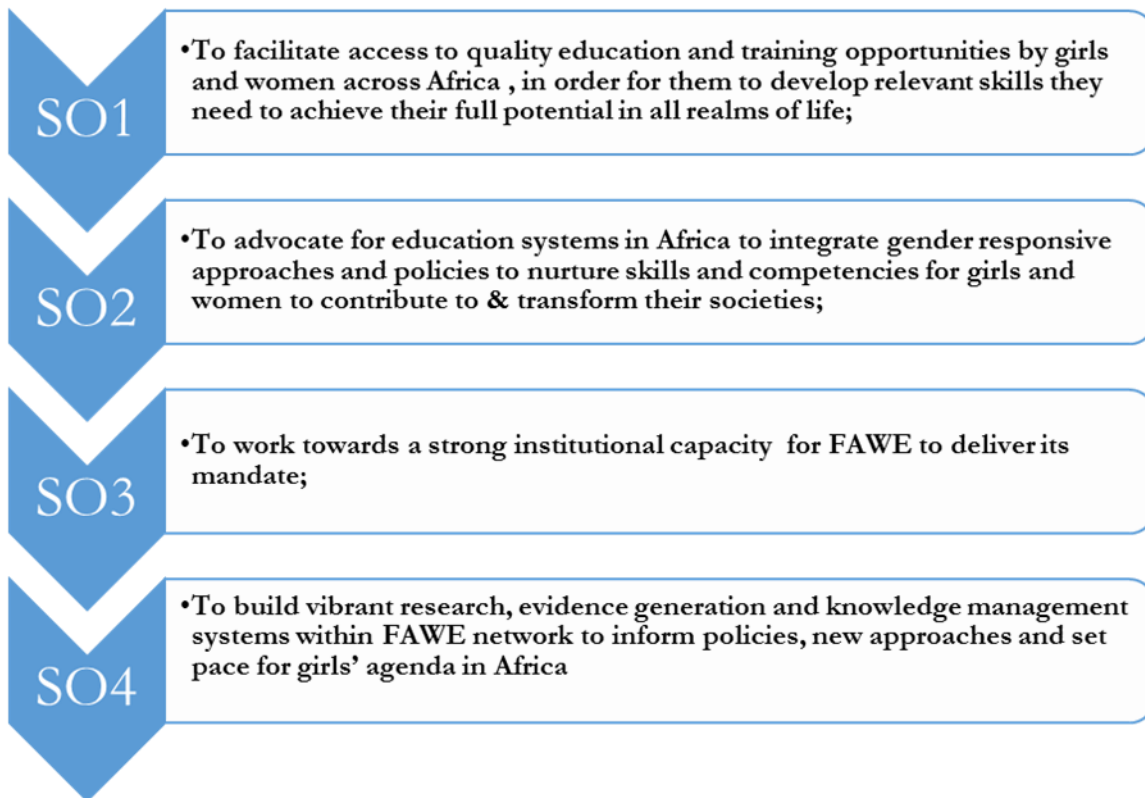 SO1
•To facilitate access to quality education and training opportunities by girls
and women across Africa , in order for them to develop relevant skills they
need to achieve their full potential in all realms of life;
SO2
•To advocate for education systems in Africa to integrate gender responsive
approaches and policies to nurture skills and competencies for girls and
women to contribute to & transform their societies;
SO3
•To work towards a strong institutional capacity for FAWE to deliver its
mandate;
SO4
•To build vibrant research, evidence generation and knowledge management
systems within FAWE network to inform policies, new approaches and set
pace for girls’ agenda in Africa